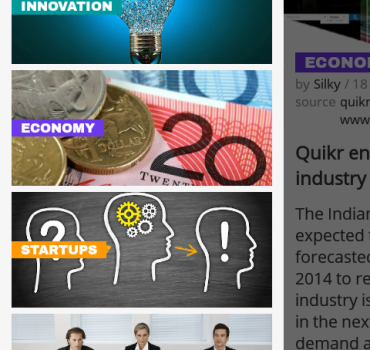 INNOVATION
ECONOMY
20
TWENT
STARTUPS
?
!
ECONO
by Silky / 18
source quikr
www
Quikr en
industry
The Indian
expected
forecasted
2014 to re
industry is
in the nex
demand a